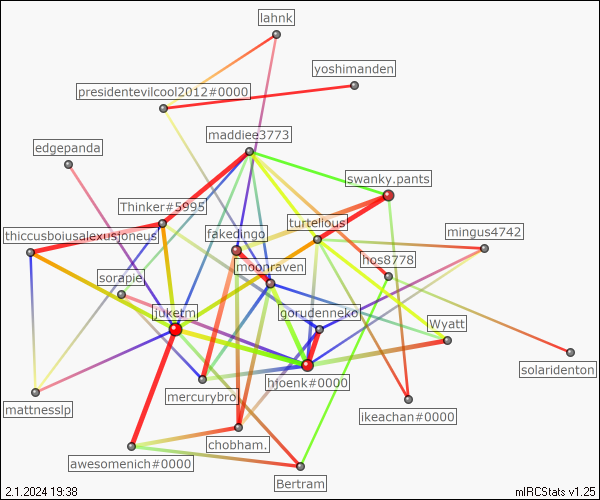 lahnk
yoshimanden
presidentevilcool2012#0000
maddiee3773
edgepanda
swanky.pants
Thinker#5995
turtelious
fakedingo
mingus4742
thiccusboiusalexusjoneus
hos8778
moonraven
sorapie
juketm
gorudenneko
Wyatt
solaridenton
hjoenk#0000
mercurybro
mattnesslp
ikeachan#0000
chobham.
awesomenich#0000
Bertram
2.1.2024 19:38
mIRCStats v1.25